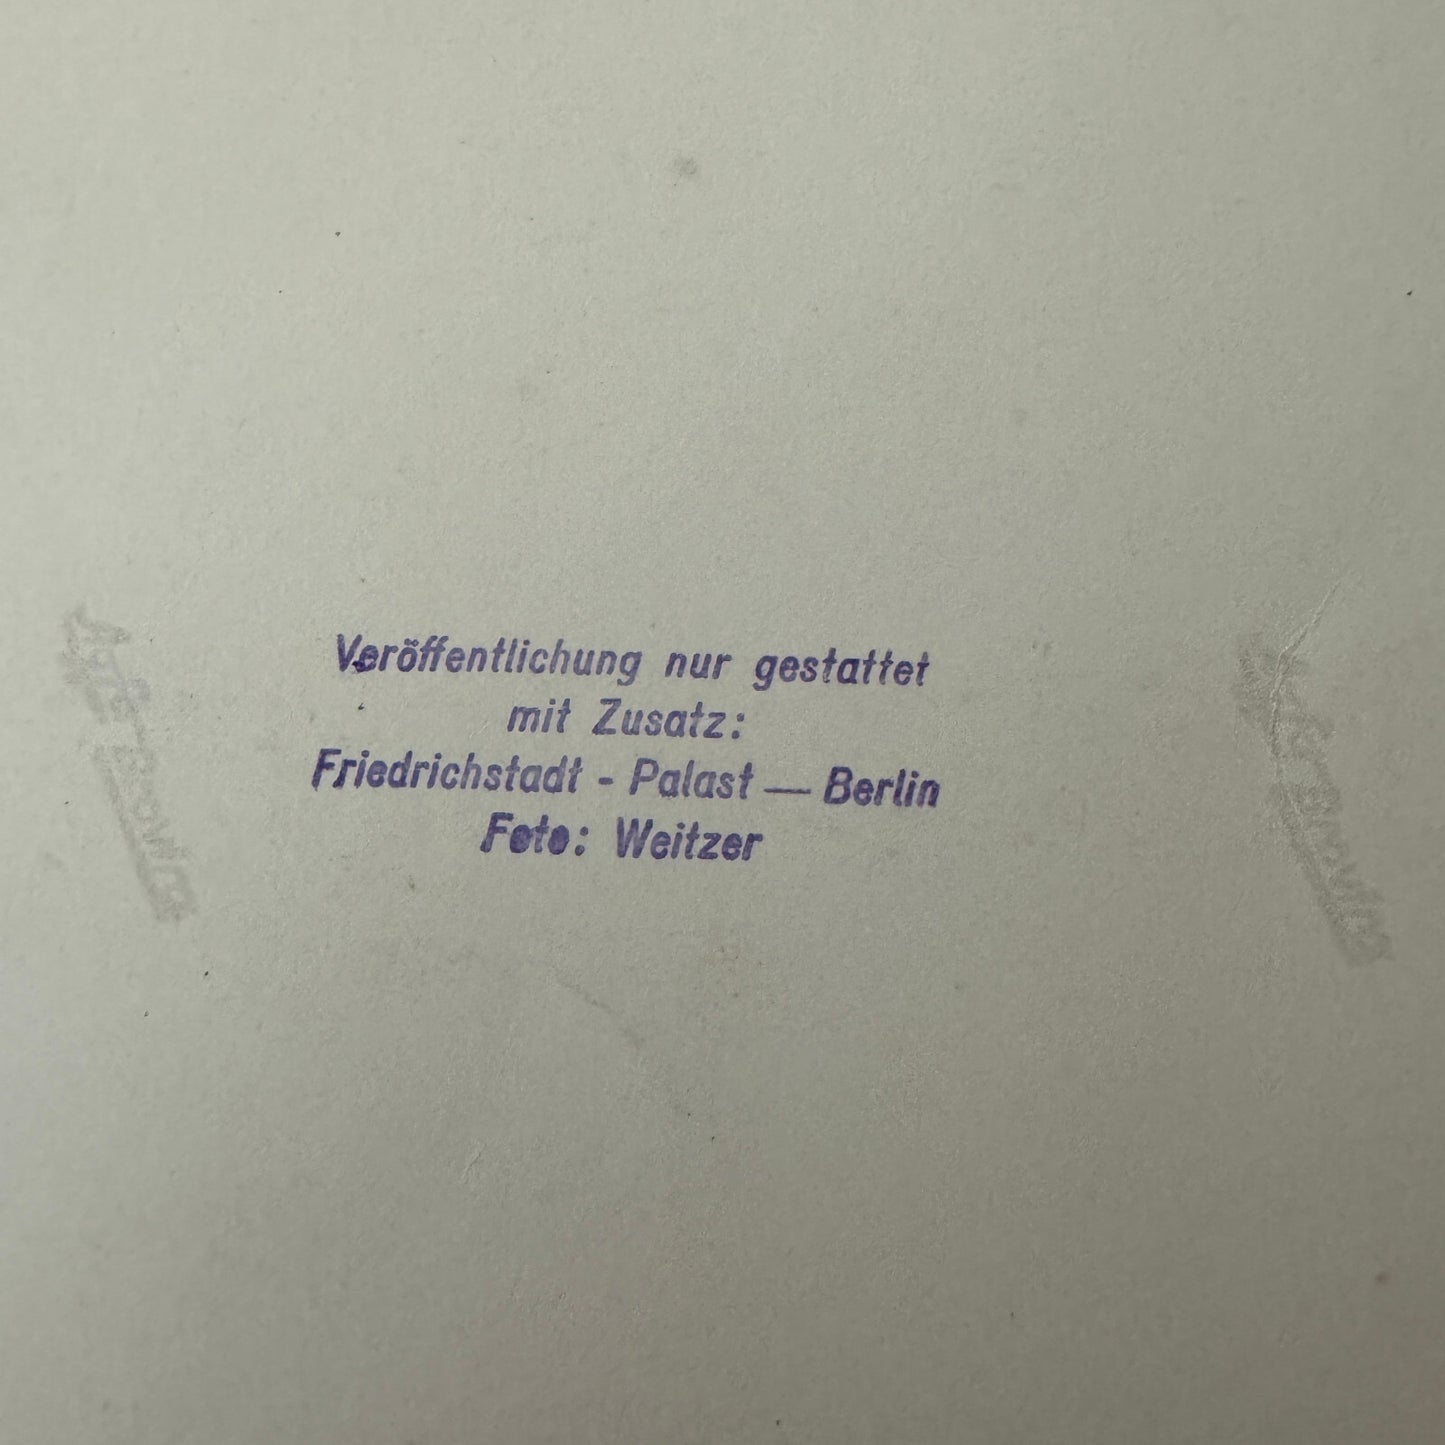 Veröffentlichung nur gestattet
mit Zusatz:
Friedrichstadt - Palast — Berlin
Foto: Weitzer